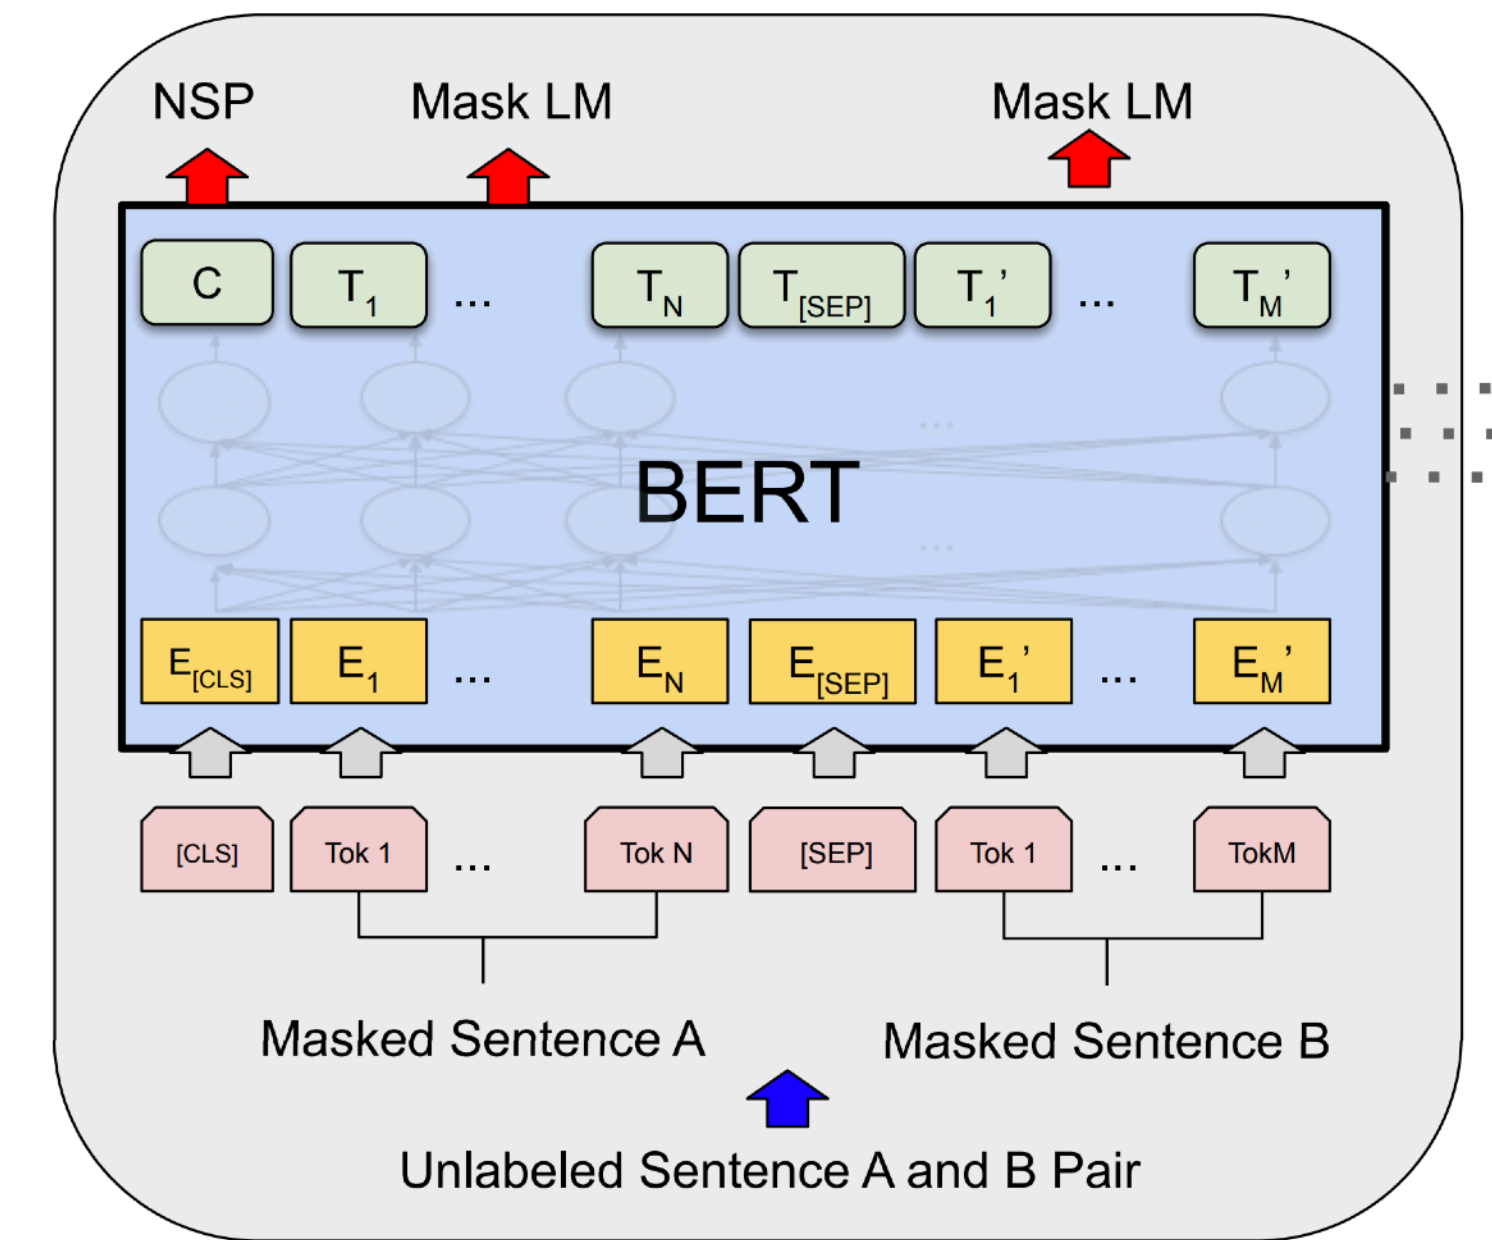 NSP Mask LM Mask LM
C T1 ... TN T[SEP] T1’ ... TM’
...
BERT
...
E[CLS] E1 ... EN E[SEP] E1’ ... EM’
[CLS] Tok 1 ... Tok N [SEP] Tok 1 ... TokM
Masked Sentence A Masked Sentence B
Unlabeled Sentence A and B Pair